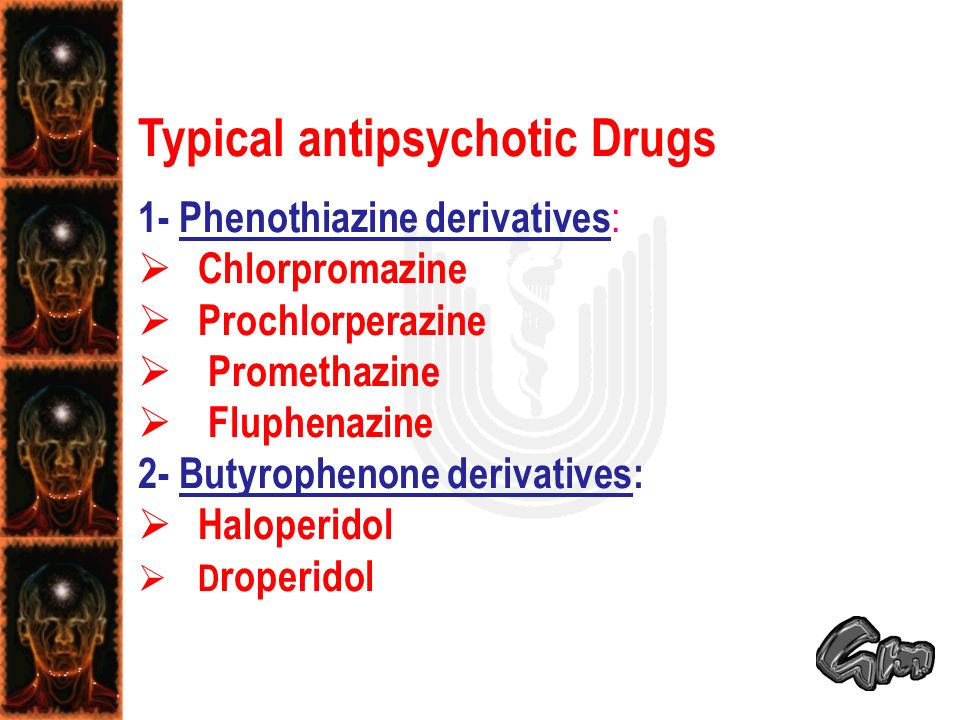 Typical antipsychotic Drugs
1- Phenothiazine derivatives:
➢ Chlorpromazine
➢ Prochlorperazine
➢ Promethazine
➢ Fluphenazine
2- Butyrophenone derivatives:
➢ Haloperidol
➢ Droperidol